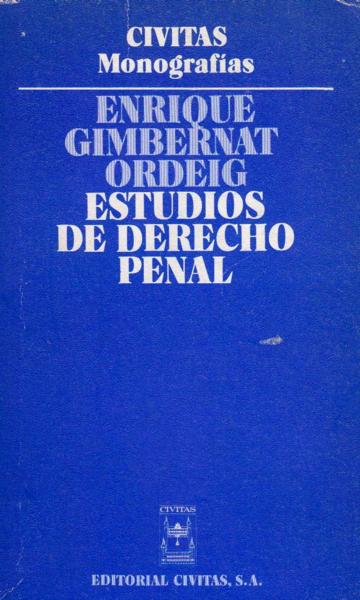 CIVITAS
Monografías
ENRIQUE
GIMBERNAT
ORDEIG
ESTUDIOS
DE DERECHO
PENAL
CIVITAS
EDITORIAL CIVITAS, S.A.